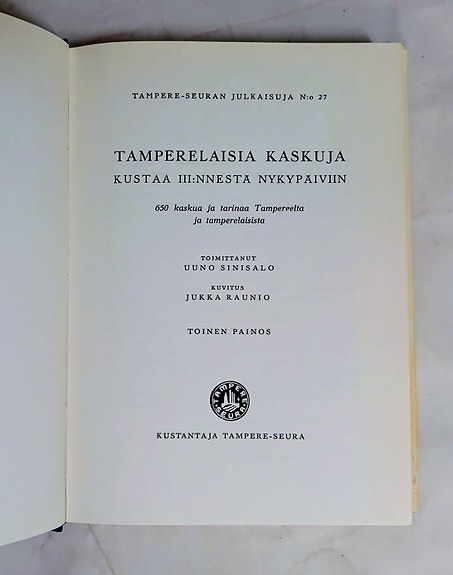 TAMPERE-SEURAN JULKAISUJA N:o 27
TAMPERELAISIA KASKUJA
KUSTAA III:NNESTA NYKYPÄIVIIN
650 kaskua ja tarinaa Tampereelta
ja tamperelaisista
TOIMITTANUT
UUNO SINISALO
KUVITUS
JUKKA RAUNIO
TOINEN PAINOS
TAMPERE
SEURA
KUSTANTAJA TAMPERE-SEURA